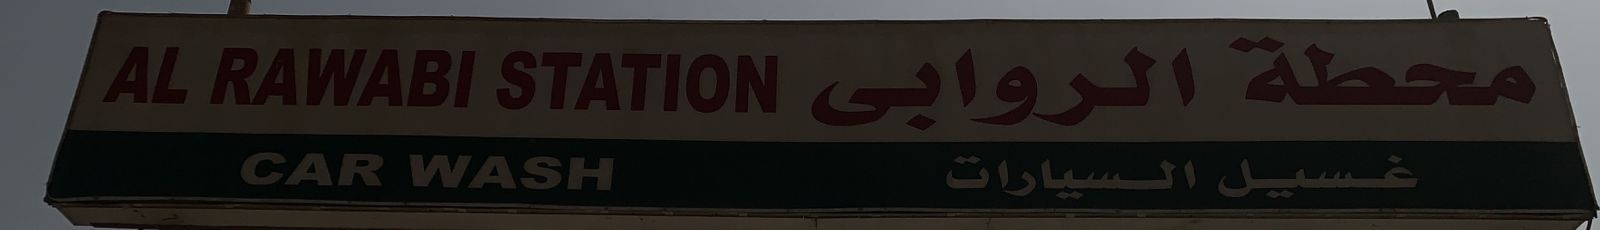 AL RAWABI STATION محطة الروابى
CAR WASH غسيل السيارات